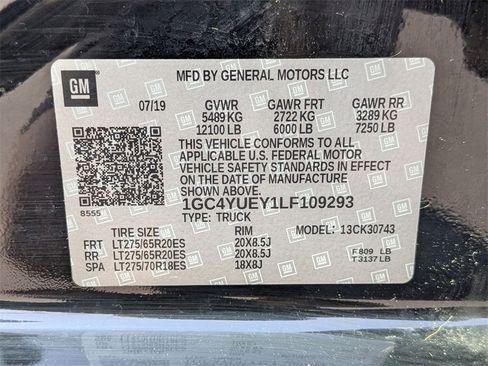 GM
MFD BY GENERAL MOTORS LLC
07/19 GVWR GAWR FRT GAWR RR
5489 KG 2722 KG 3289 KG
12100 LB 6000 LB 7250 LB
THIS VEHICLE CONFORMS TO ALL
APPLICABLE U.S. FEDERAL MOTOR
VEHICLE SAFETY STANDARDS IN EFFECT
ON THE DATE OF MANUFACTURE
SHOWN ABOVE.
8555
1GC4YUEY1LF109293
TYPE: TRUCK
TIRE SIZE RIM MODEL: 13CK30743
FRT LT275/65R20ES 20X8.5J
RR LT275/65R20ES 20X8.5J F 809 LB
SPA LT275/70R18ES 18X8J T3137 LB